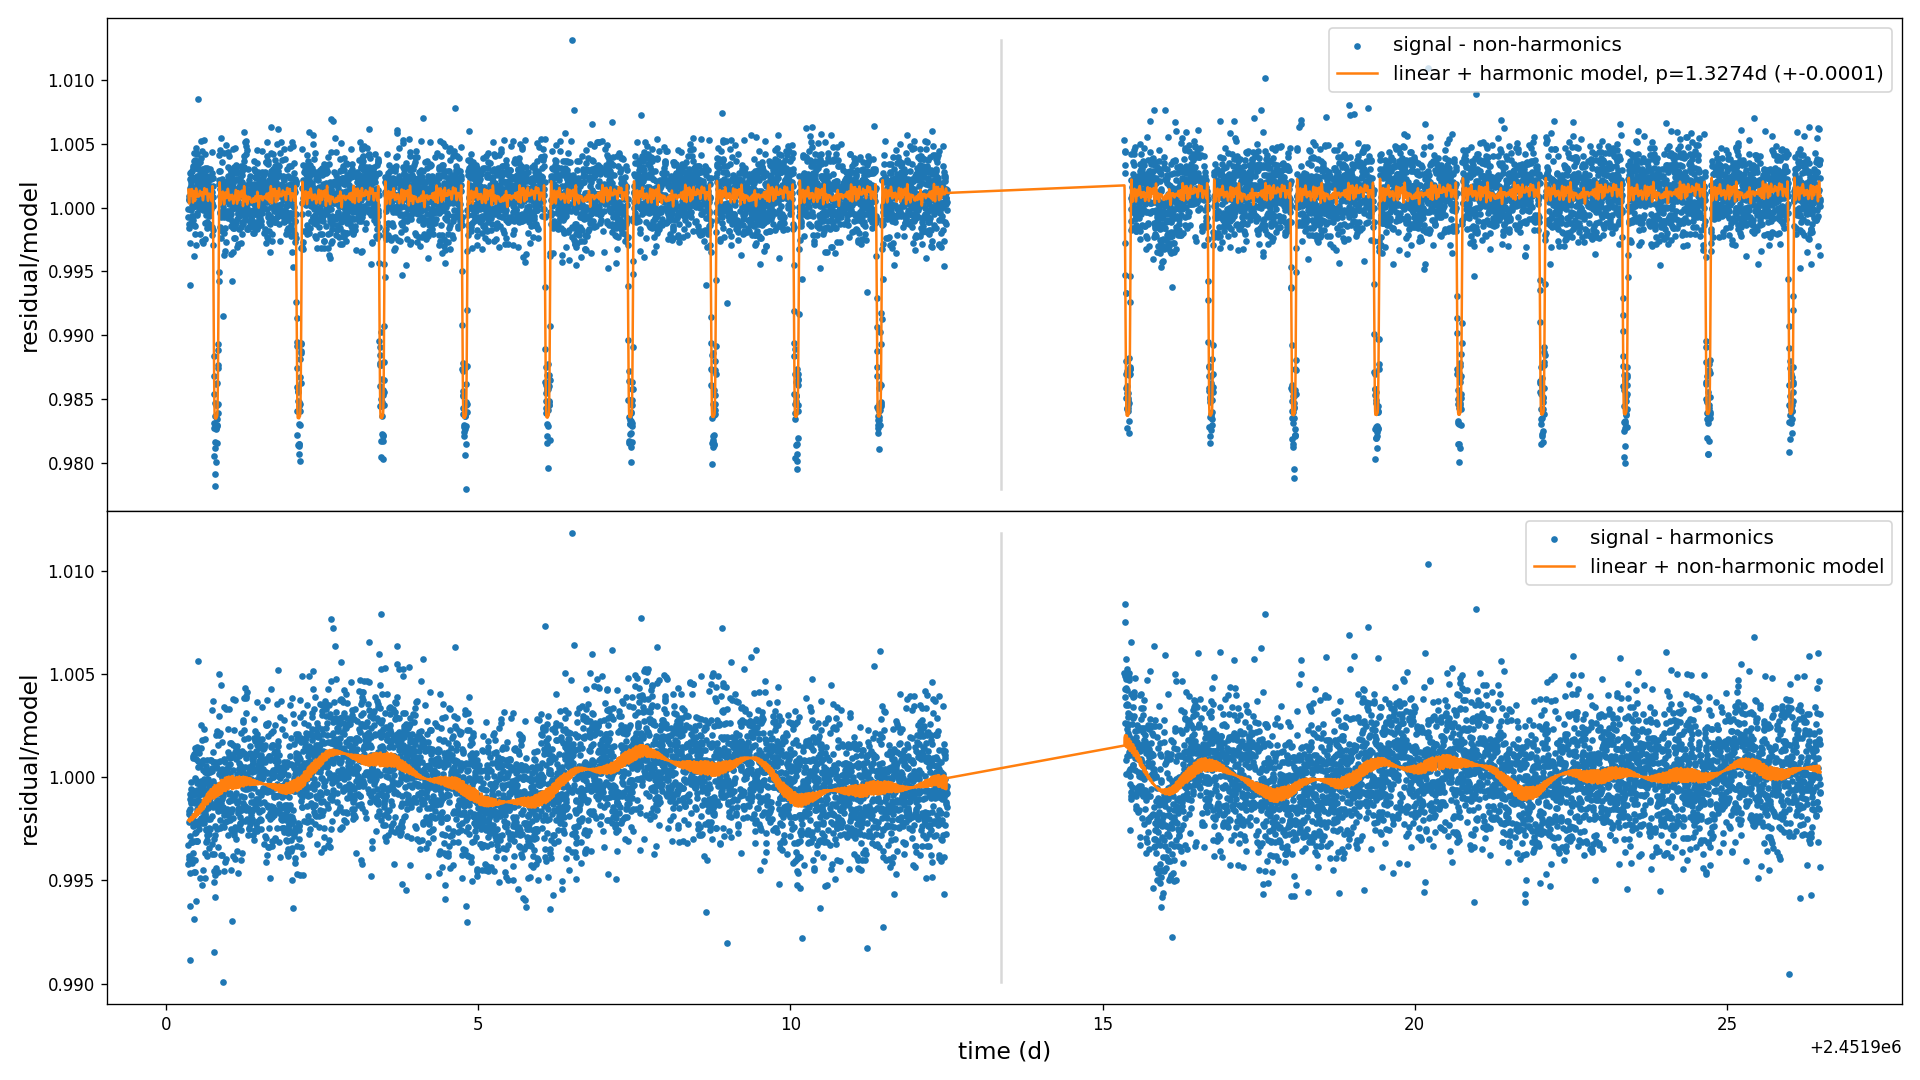 signal - non-harmonics
linear + harmonic model, p=1.3274d (+-0.0001)
residual/model
1.010
1.005
1.000
0.995
0.990
0.985
0.980
signal - harmonics
linear + non-harmonic model
residual/model
1.010
1.005
1.000
0.995
0.990
0 5 10 15 20 25
time (d)
+2.4519e6